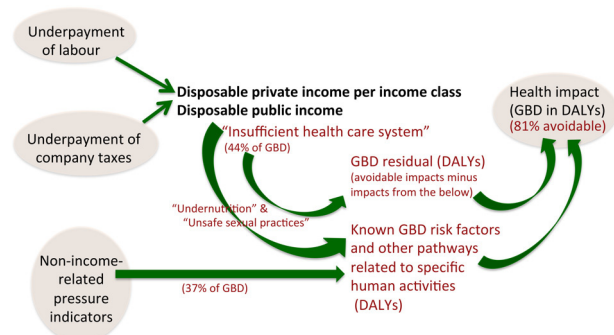 Underpayment
of labour
Disposable private income per income class
Disposable public income
Health impact
(GBD in DALYs)
(81% avoidable)
Underpayment of
company taxes
“Insufficient health care system”
(44% of GBD)
GBD residual (DALYs)
(avoidable impacts minus
impacts from the below)
“Undernutrition” &
“Unsafe sexual practices”
Known GBD risk factors
and other pathways
related to specific
human activities
(DALYs)
Non-income-
related
pressure
indicators
(37% of GBD)